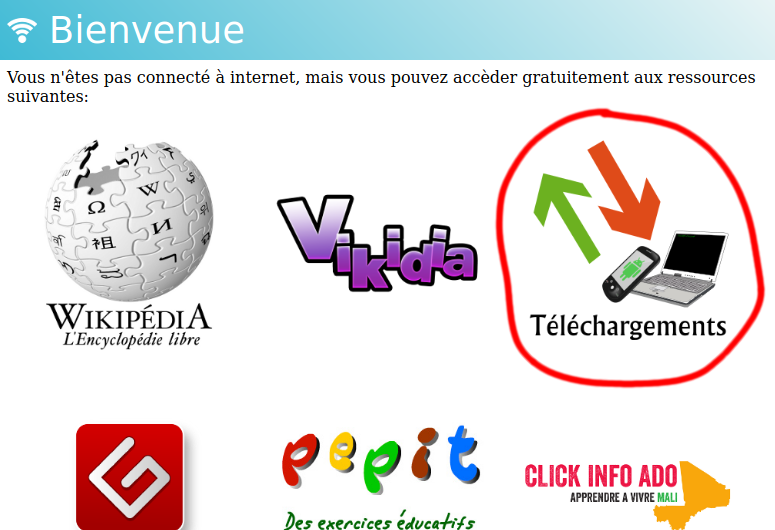 Bienvenue
Vous n'êtes pas connecté à internet, mais vous pouvez accèder gratuitement aux ressources
suivantes:
WIKIPÉDIA
L'Encyclopédie libre
Vikidia
Téléchargements
pepit
Des exercices éducatifs
CLICK INFO ADO
APPRENDRE A VIVRE MALI